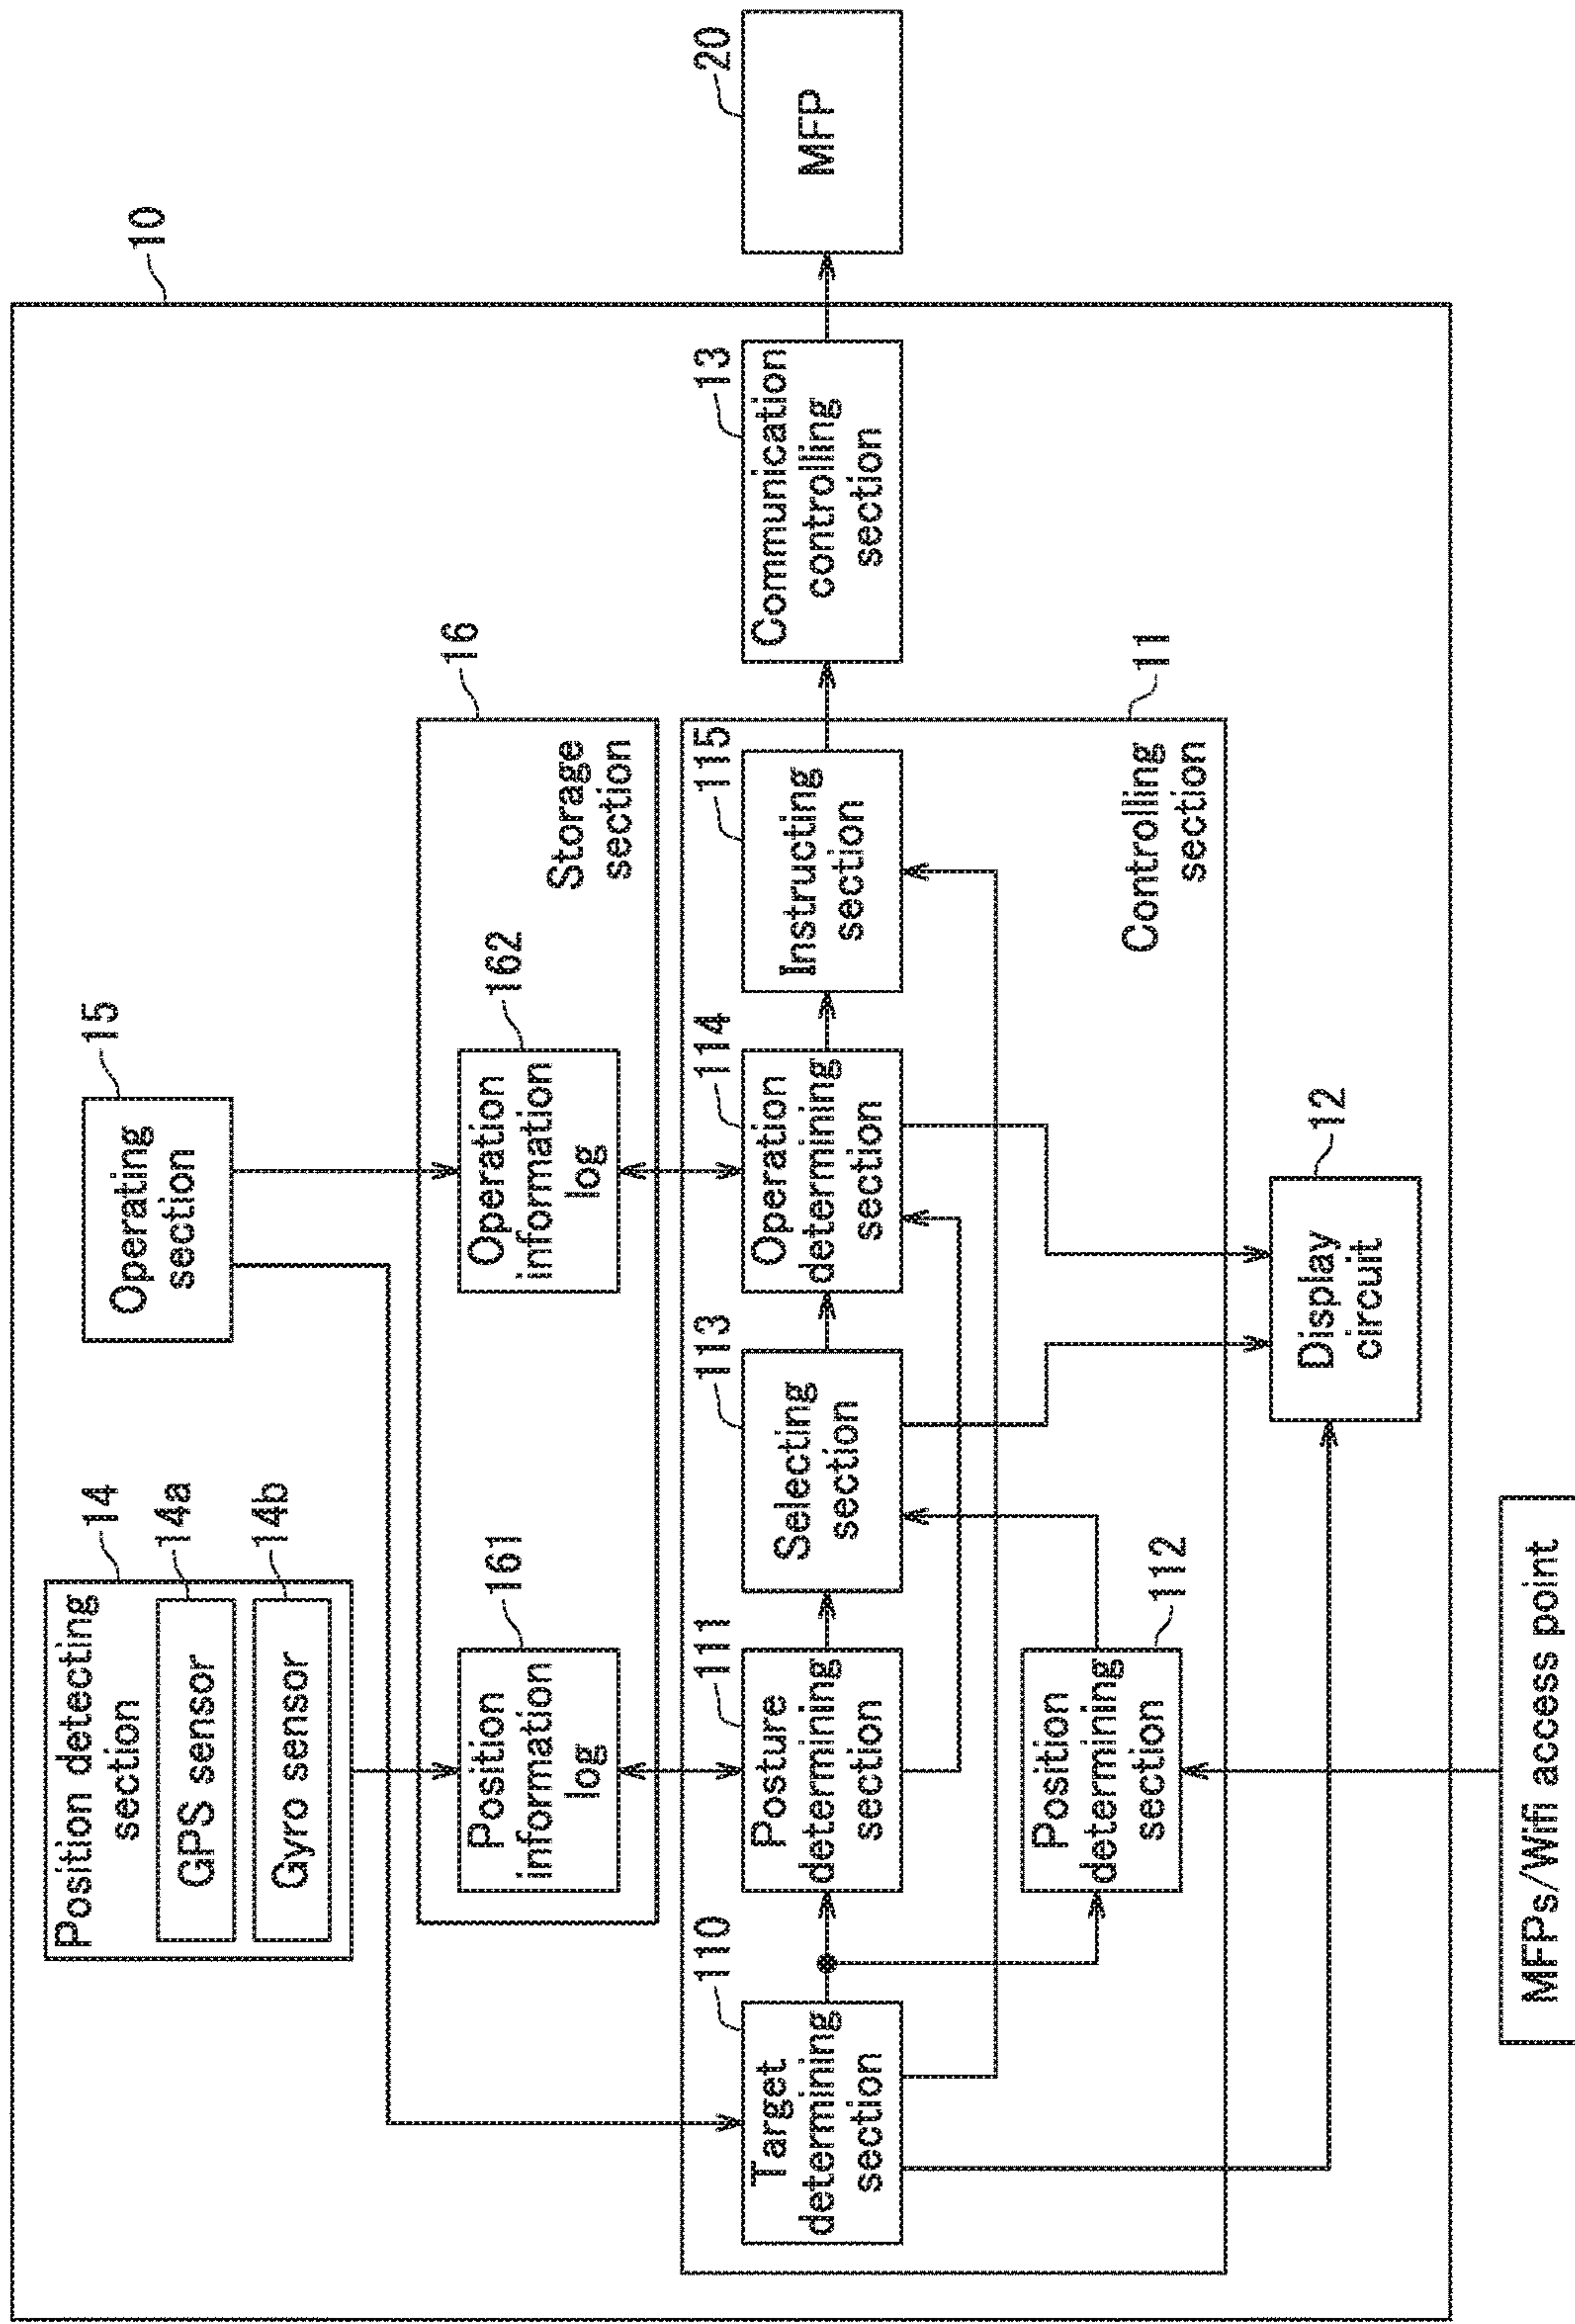 10
Position detecting
section
14
GPS sensor
14a
Gyro sensor
14b
Operating
section
15
16
Storage
section
Position
information
log
161
Operation
information
log
162
Target
determining
section
110
Posture
determining
section
111
Selecting
section
113
Operation
determining
section
114
Instructing
section
115
Communication
controlling
section
13
MFP
20
Position
determining
section
112
Controlling
section
11
Display
circuit
12
MFPs/Wifi access point